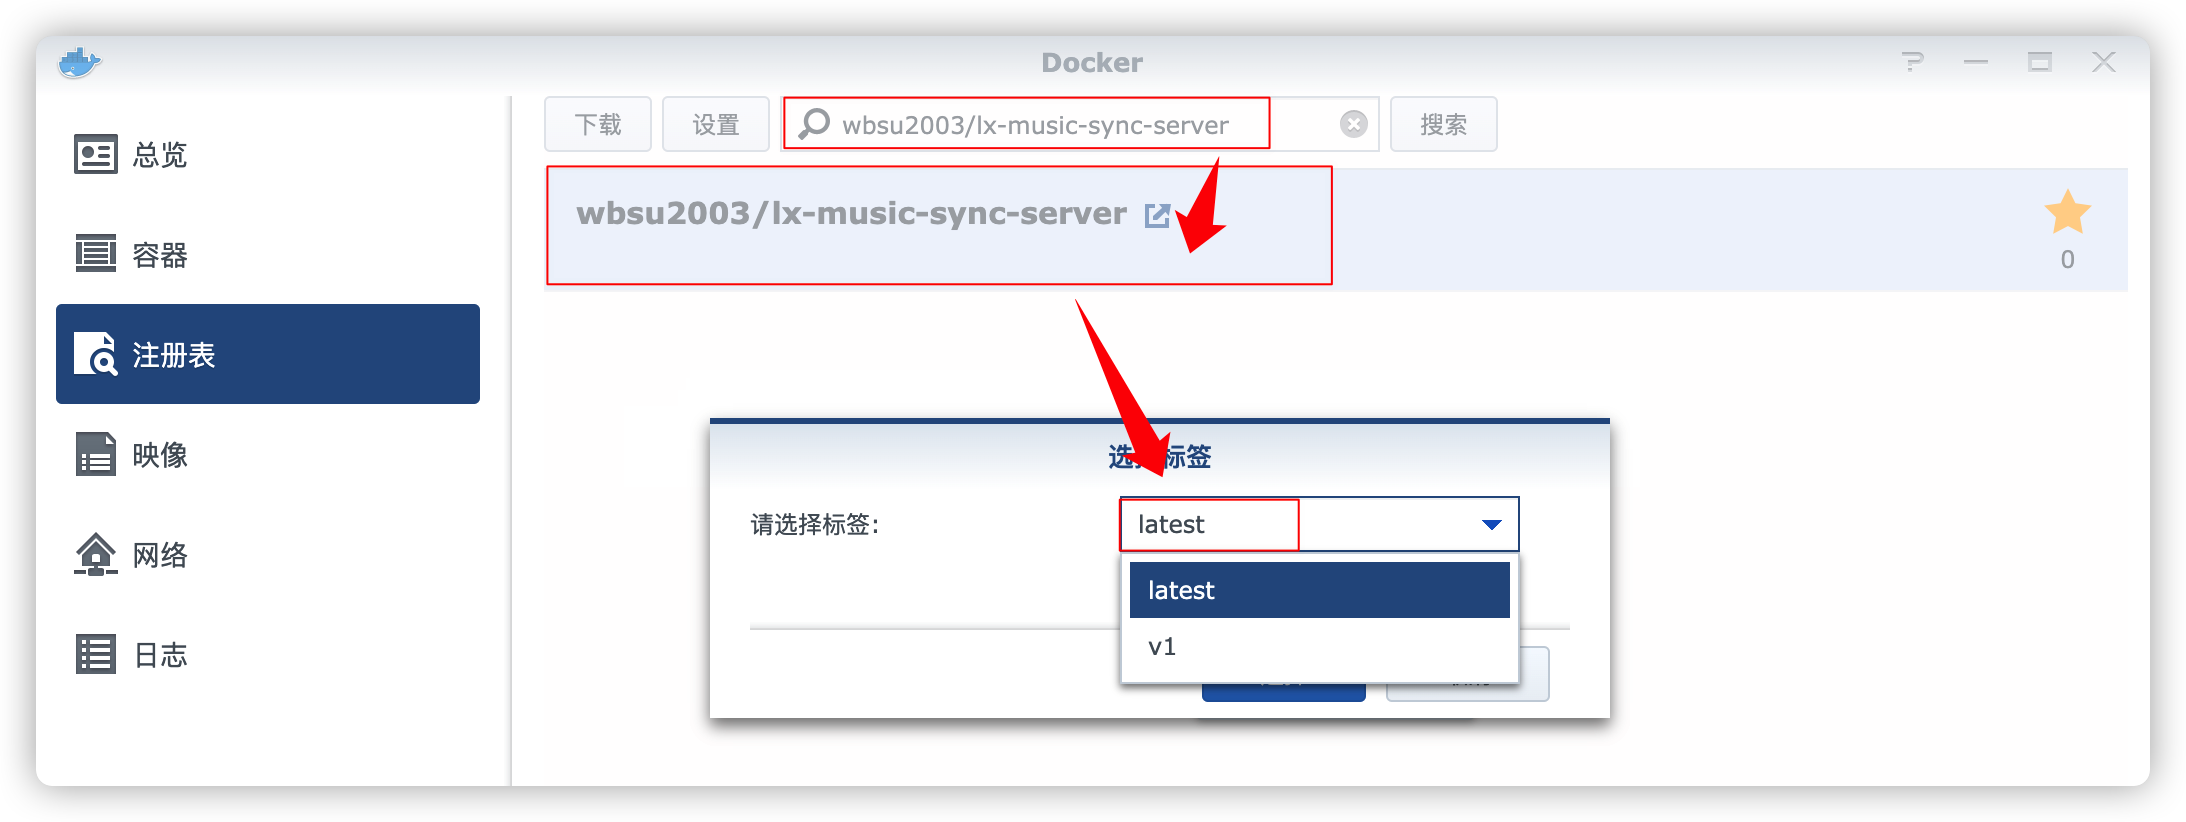 Docker
总览
容器
注册表
映像
网络
日志
下载
设置
wbsu2003/lx-music-sync-server
搜索
wbsu2003/lx-music-sync-server
0
选择标签
请选择标签:
latest
latest
v1